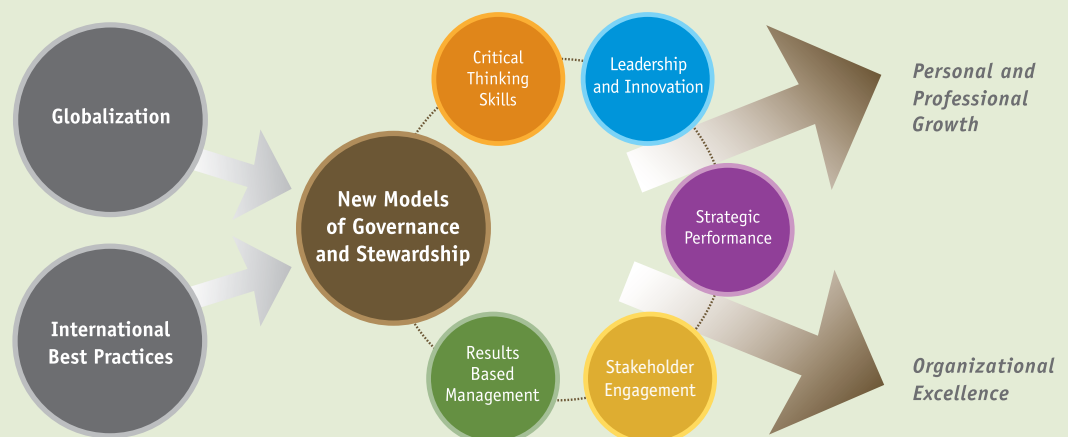 Globalization
International
Best Practices
New Models
of Governance
and Stewardship
Critical
Thinking
Skills
Leadership
and Innovation
Strategic
Performance
Stakeholder
Engagement
Results
Based
Management
Personal and
Professional
Growth
Organizational
Excellence